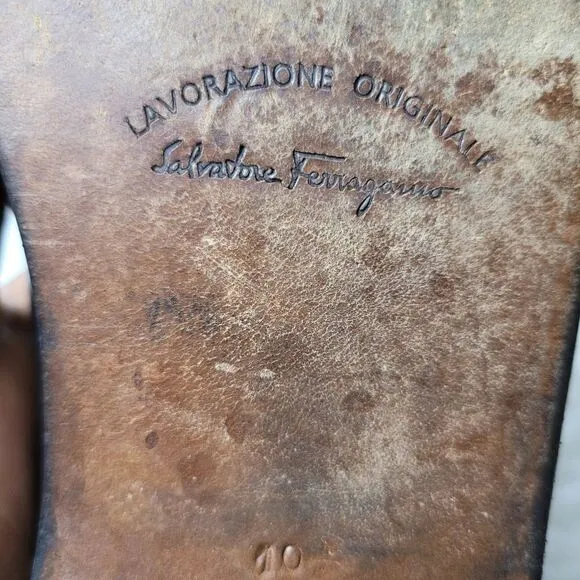 LAVORAZIONE ORIGINALE
Salvatore Ferragamo
10